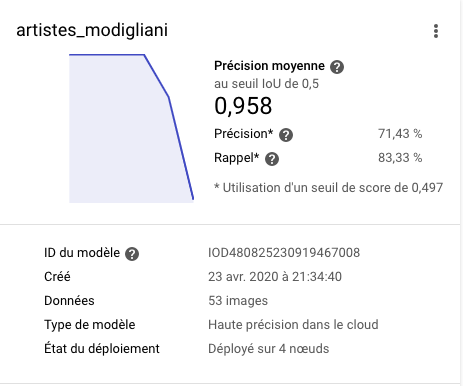 artistes_modigliani
Précision moyenne ?
au seuil IoU de 0,5
0,958
Précision* ? 71,43 %
Rappel* ? 83,33 %
* Utilisation d'un seuil de score de 0,497
ID du modèle ? IOD480825230919467008
Créé 23 avr. 2020 à 21:34:40
Données 53 images
Type de modèle Haute précision dans le cloud
État du déploiement Déployé sur 4 nœuds